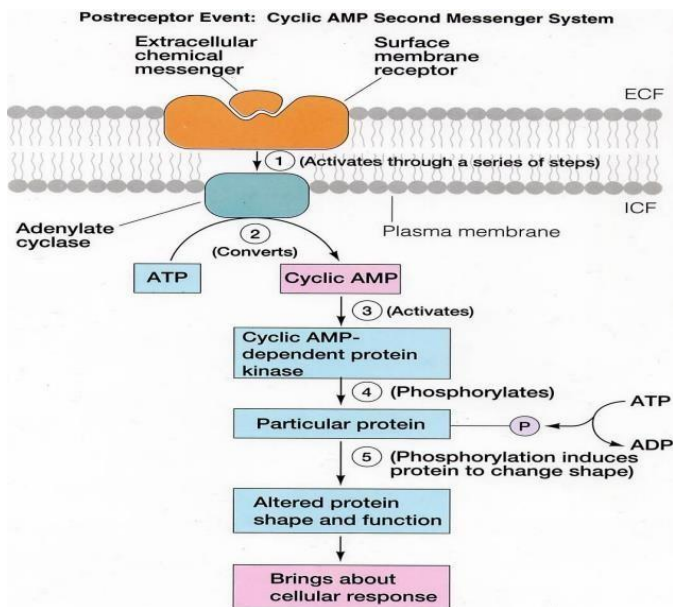 Postreceptor Event: Cyclic AMP Second Messenger System
Extracellular
chemical
messenger
Surface
membrane
receptor
ECF
1 (Activates through a series of steps)
ICF
Adenylate
cyclase
Plasma membrane
2
(Converts)
ATP
Cyclic AMP
3 (Activates)
Cyclic AMP-
dependent protein
kinase
4 (Phosphorylates)
Particular protein
P
ATP
ADP
5 (Phosphorylation induces
protein to change shape)
Altered protein
shape and function
Brings about
cellular response